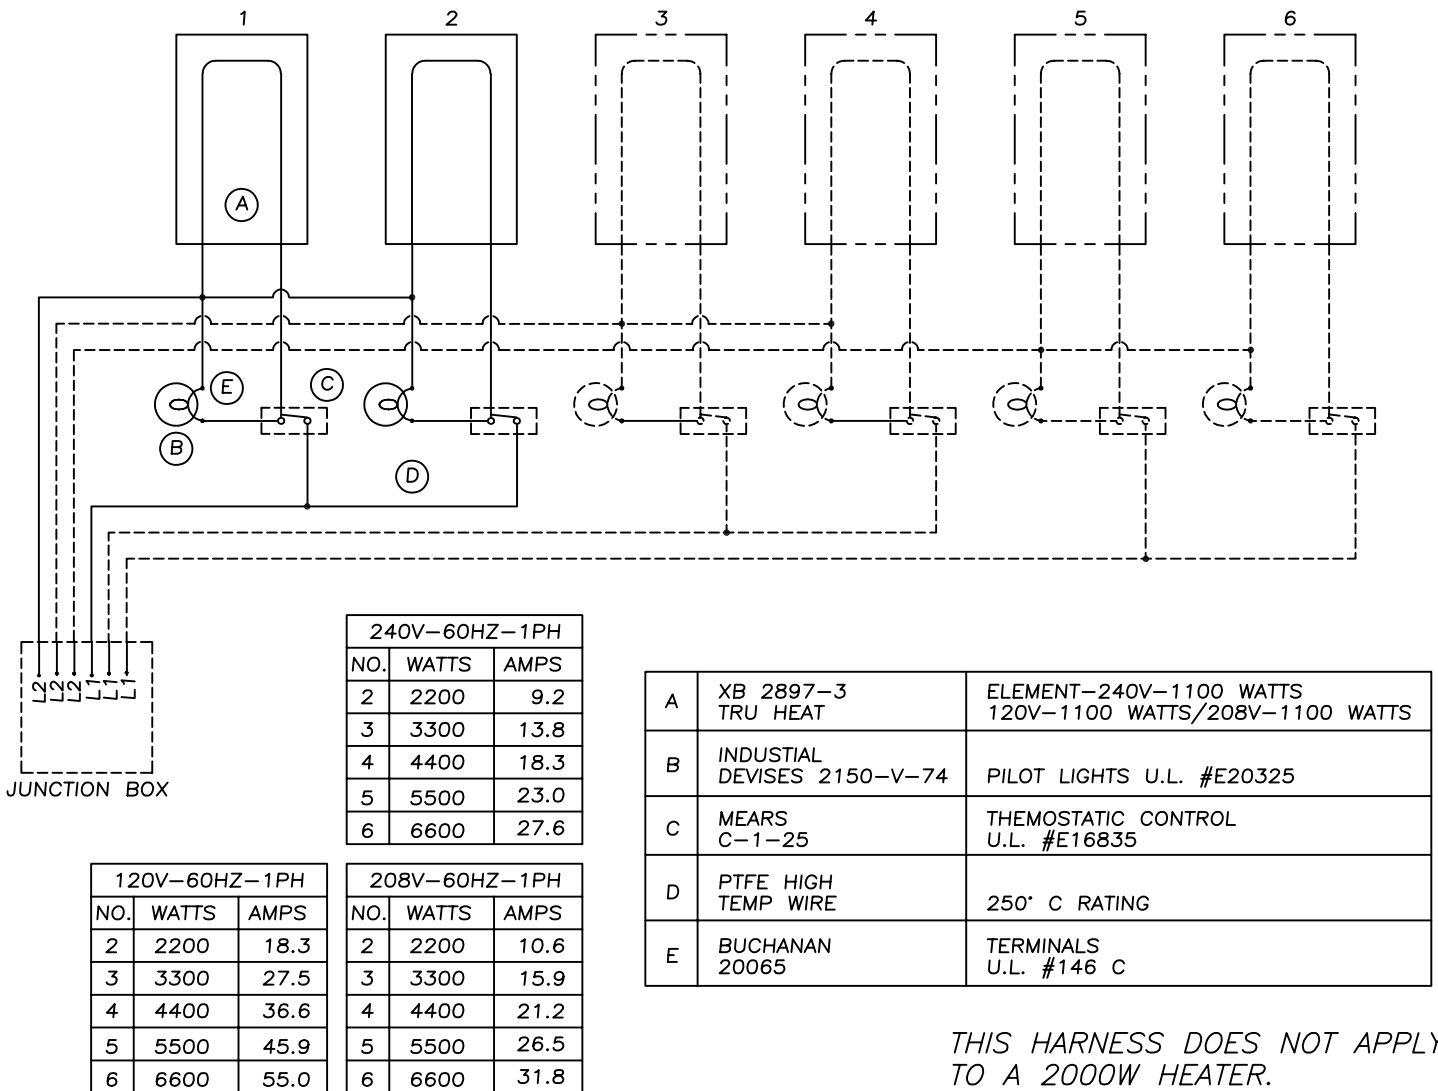 1 2 3 4 5 6
A
E C
B
D
L2 L2 L2 L1 L1 L1
JUNCTION BOX
240V-60HZ-1PH
NO. WATTS AMPS
2 2200 9.2
3 3300 13.8
4 4400 18.3
5 5500 23.0
6 6600 27.6
120V-60HZ-1PH
NO. WATTS AMPS
2 2200 18.3
3 3300 27.5
4 4400 36.6
5 5500 45.9
6 6600 55.0
208V-60HZ-1PH
NO. WATTS AMPS
2 2200 10.6
3 3300 15.9
4 4400 21.2
5 5500 26.5
6 6600 31.8
A
XB 2897-3
TRU HEAT
ELEMENT-240V-1100 WATTS
120V-1100 WATTS/208V-1100 WATTS
B
INDUSTIAL
DEVISES 2150-V-74
PILOT LIGHTS U.L. #E20325
C
MEARS
C-1-25
THEMOSTATIC CONTROL
U.L. #E16835
D
PTFE HIGH
TEMP WIRE
250° C RATING
E
BUCHANAN
20065
TERMINALS
U.L. #146 C
THIS HARNESS DOES NOT APPLY
TO A 2000W HEATER.